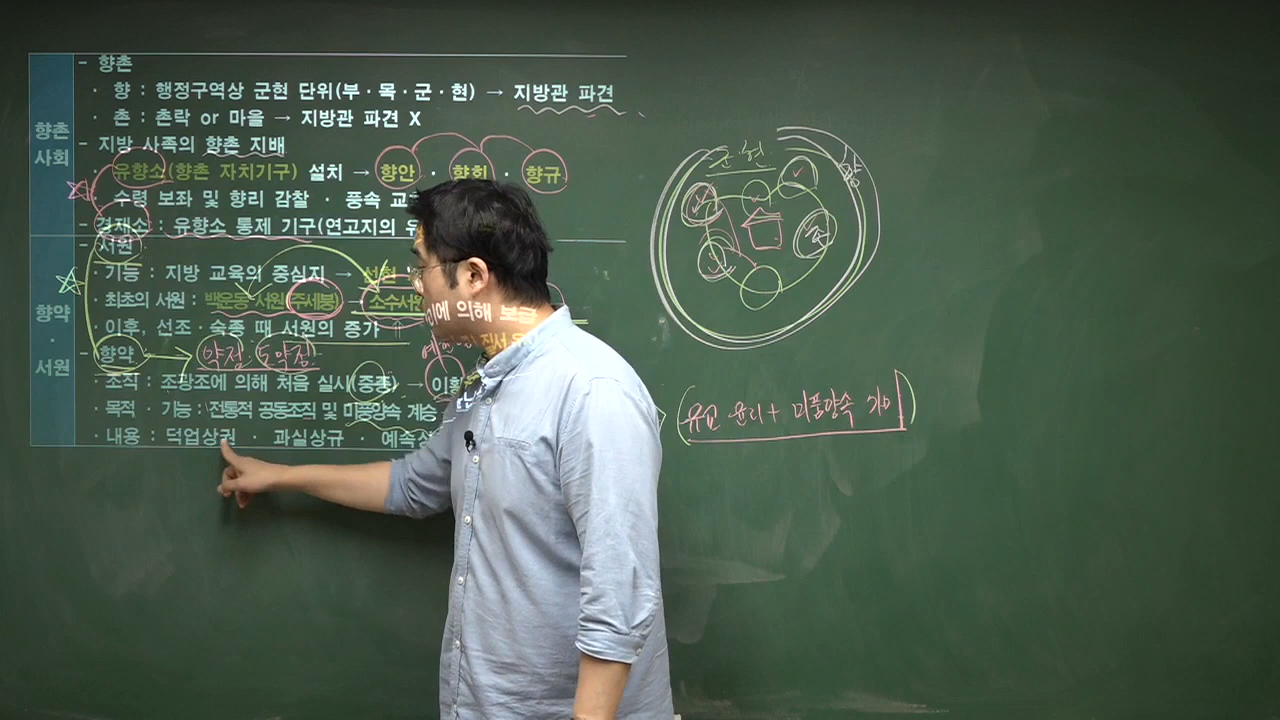 향촌
사회
- 향촌
· 향 : 행정구역상 군현 단위(부·목·군·현) → 지방관 파견
· 촌 : 촌락 or 마을 → 지방관 파견 X
- 지방 사족의 향촌 지배
· 유향소(향촌 자치기구) 설치 → 향안 · 향회 · 향규
수령 보좌 및 향리 감찰 · 풍속
- 경재소 : 유향소 통제 기구(연고지의
향약
·
서원
- 서원
· 기능 : 지방 교육의 중심지 → 선현
· 최초의 서원 : 백운동 서원(주세붕) 소수서원
· 이후, 선조·숙종 때 서원의 증가
- 향약 → 약정·도약정
· 조직 : 조광조에 의해 처음 실시(중종) → 이황
에 의해 보급
· 목적·기능 : 전통적 공동조직 및 미풍양속 계승
· 내용 : 덕업상권 · 과실상규 · 예속상
군현
유교 윤리 + 미풍양속